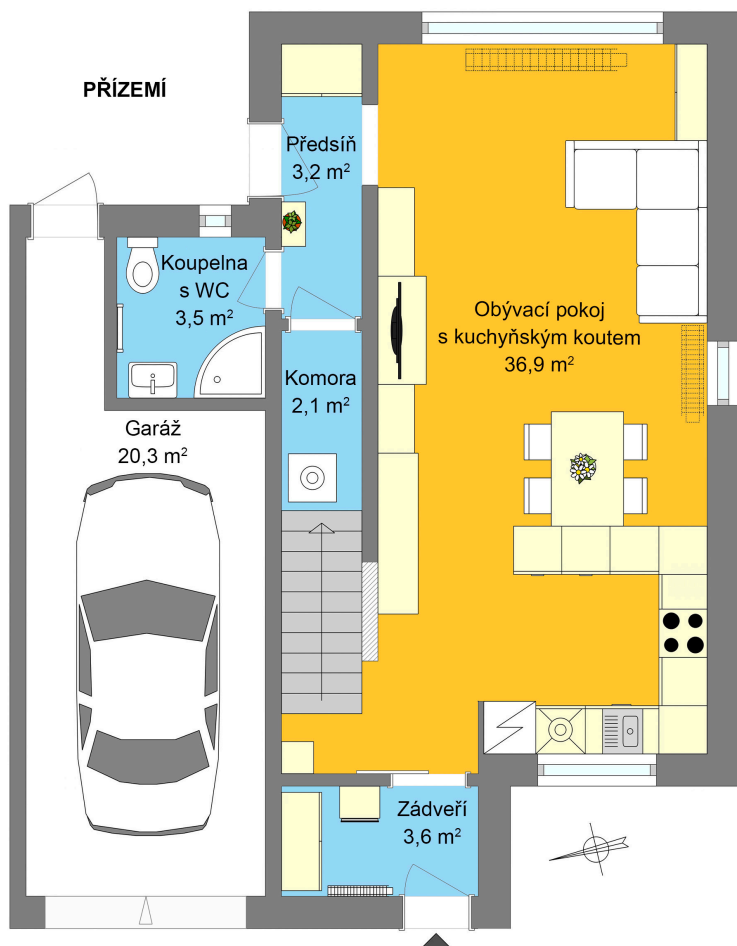 PŘÍZEMÍ
Předsíň
3,2 m²
Koupelna
s WC
3,5 m²
Obývací pokoj
s kuchyňským koutem
36,9 m²
Komora
2,1 m²
Garáž
20,3 m²
Zádveří
3,6 m²